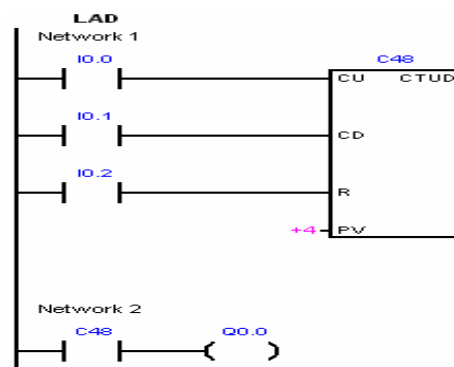 LAD
Network 1
I0.0
C48
CU CTUD
I0.1
CD
I0.2
R
+4 PV
Network 2
C48 Q0.0